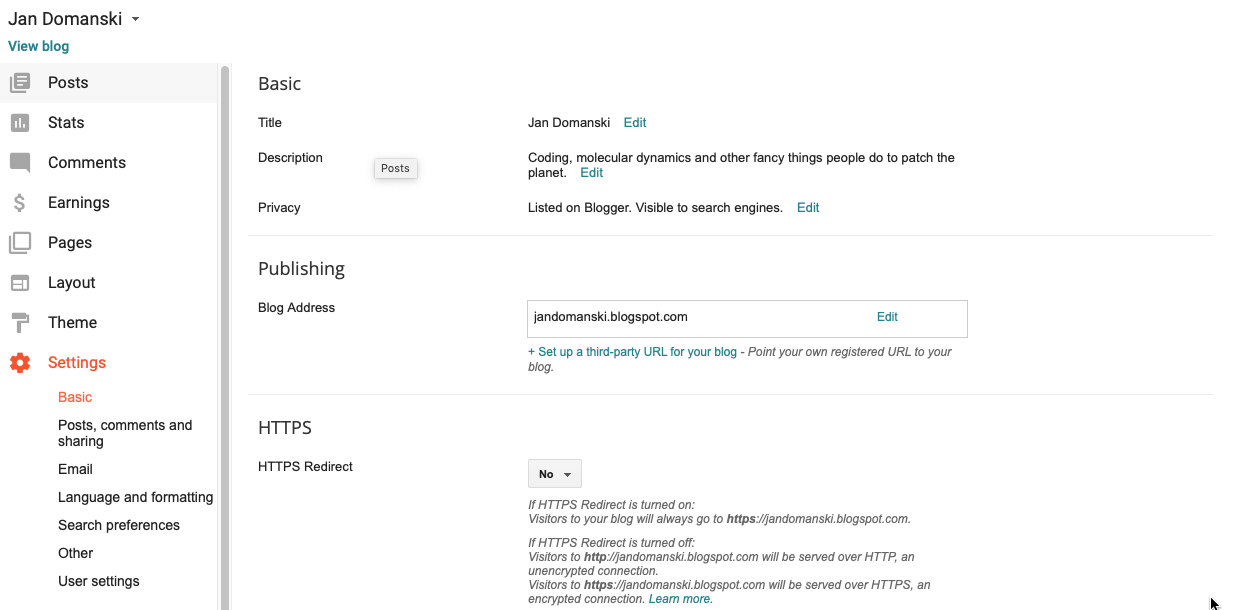 Jan Domanski
View blog
Posts
Stats
Comments
Earnings
Pages
Layout
Theme
Settings
Basic
Posts, comments and
sharing
Email
Language and formatting
Search preferences
Other
User settings
Basic
Title
Jan Domanski Edit
Description
Posts
Coding, molecular dynamics and other fancy things people do to patch the
planet. Edit
Privacy
Listed on Blogger. Visible to search engines. Edit
Publishing
Blog Address
jandomanski.blogspot.com Edit
+ Set up a third-party URL for your blog - Point your own registered URL to your
blog.
HTTPS
HTTPS Redirect
No
If HTTPS Redirect is turned on:
Visitors to your blog will always go to https://jandomanski.blogspot.com.
If HTTPS Redirect is turned off:
Visitors to http://jandomanski.blogspot.com will be served over HTTP, an
unencrypted connection.
Visitors to https://jandomanski.blogspot.com will be served over HTTPS, an
encrypted connection. Learn more.